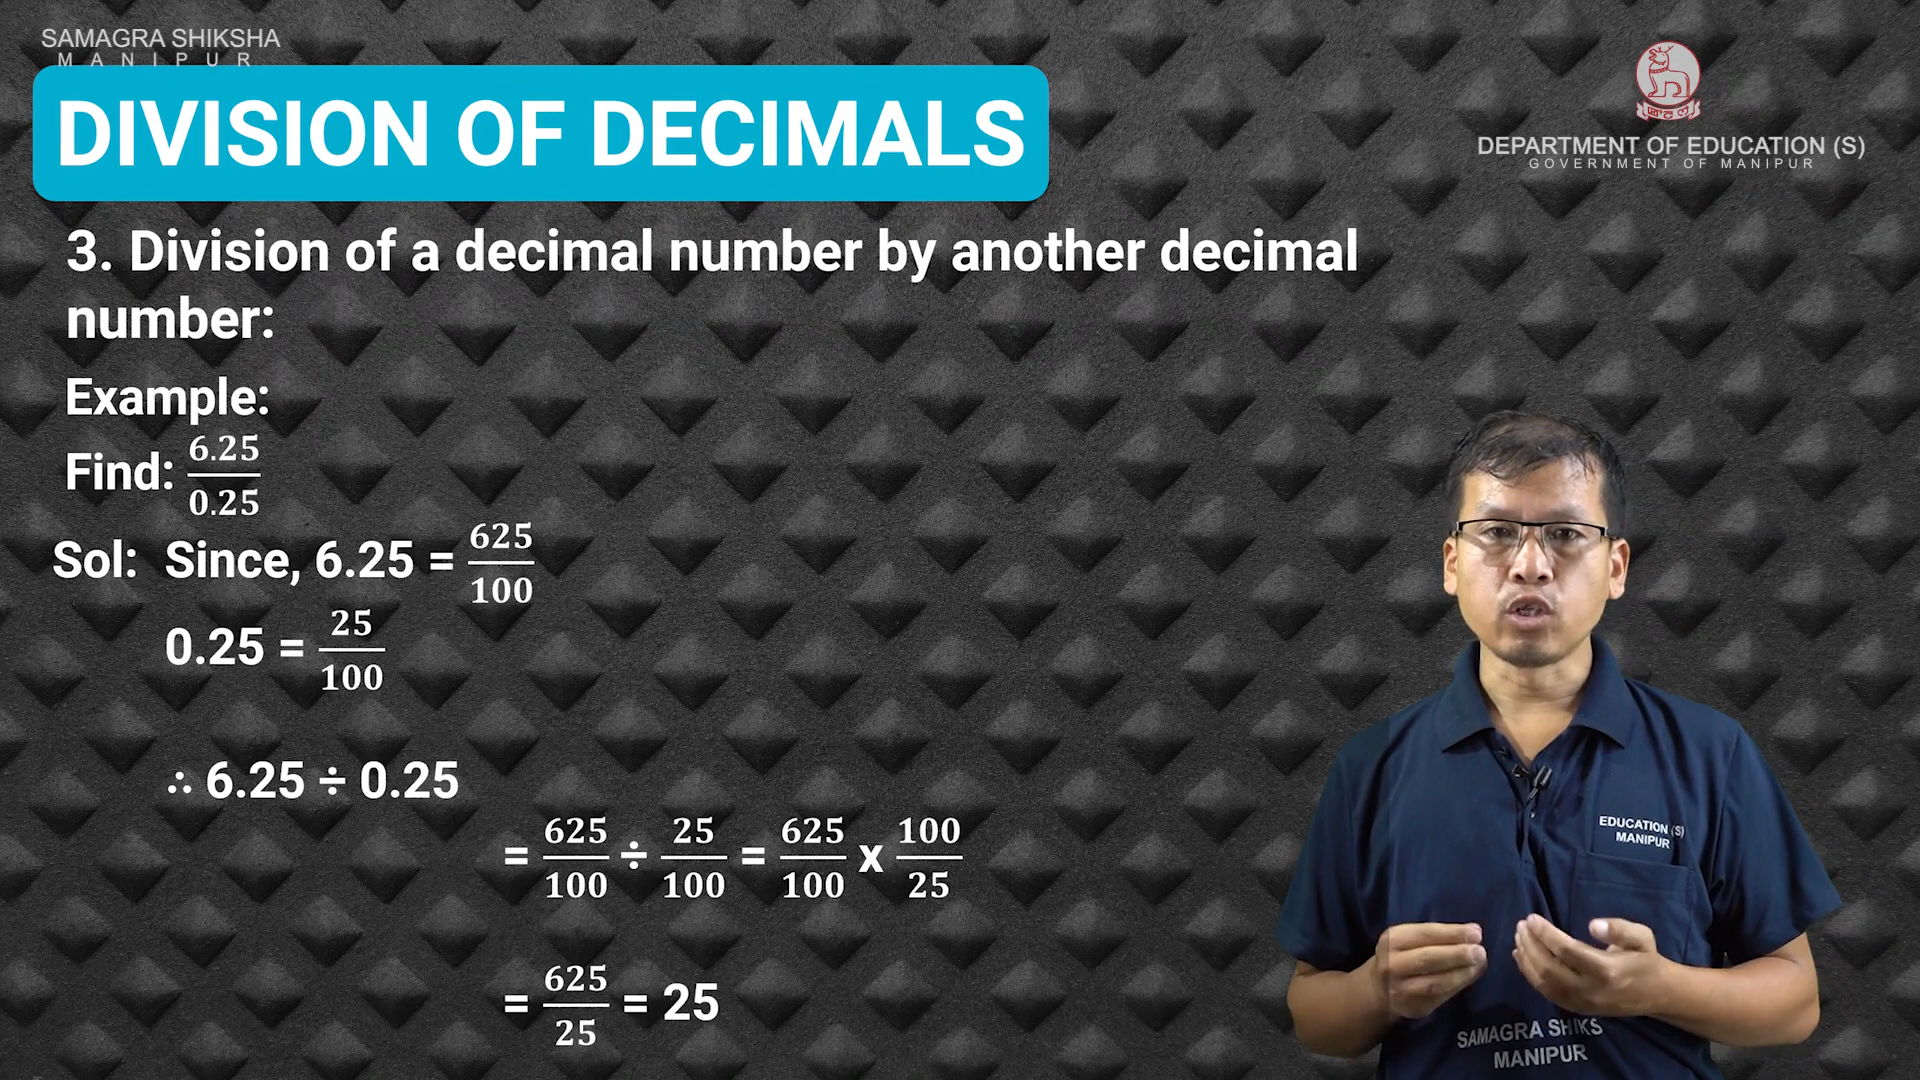 SAMAGRA SHIKSHA
MANIPUR
DIVISION OF DECIMALS
DEPARTMENT OF EDUCATION (S)
GOVERNMENT OF MANIPUR
3. Division of a decimal number by another decimal
number:
Example:
Find: 6.25/0.25
Sol: Since, 6.25 = 625/100
0.25 = 25/100
∴ 6.25 ÷ 0.25
= 625/100 ÷ 25/100 = 625/100 x 100/25
= 625/25 = 25
EDUCATION (S)
MANIPUR
SAMAGRA SHIKS
MANIPUR